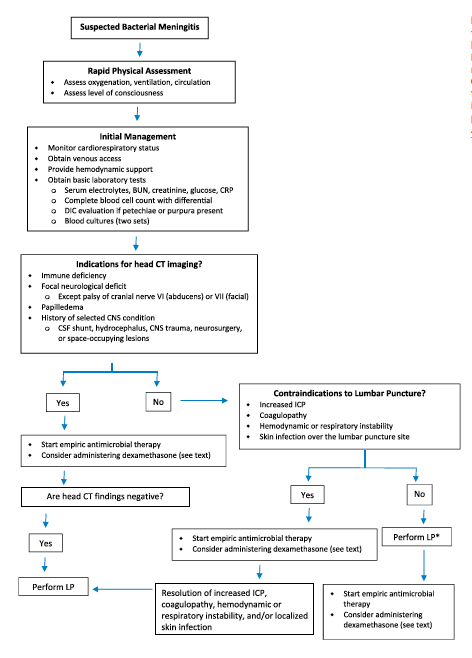 Suspected Bacterial Meningitis
Rapid Physical Assessment
• Assess oxygenation, ventilation, circulation
• Assess level of consciousness
Initial Management
• Monitor cardiorespiratory status
• Obtain venous access
• Provide hemodynamic support
• Obtain basic laboratory tests
o Serum electrolytes, BUN, creatinine, glucose, CRP
o Complete blood cell count with differential
o DIC evaluation if petechiae or purpura present
o Blood cultures (two sets)
Indications for head CT imaging?
• Immune deficiency
• Focal neurological deficit
o Except palsy of cranial nerve VI (abducens) or VII (facial)
• Papilledema
• History of selected CNS condition
o CSF shunt, hydrocephalus, CNS trauma, neurosurgery,
or space-occupying lesions
Yes
No
Contraindications to Lumbar Puncture?
• Increased ICP
• Coagulopathy
• Hemodynamic or respiratory instability
• Skin infection over the lumbar puncture site
• Start empiric antimicrobial therapy
• Consider administering dexamethasone (see text)
Are head CT findings negative?
Yes
No
Yes
• Start empiric antimicrobial therapy
• Consider administering dexamethasone (see text)
Perform LP*
Perform LP
Resolution of increased ICP,
coagulopathy, hemodynamic or
respiratory instability, and/or localized
skin infection
• Start empiric antimicrobial
therapy
• Consider administering
dexamethasone (see text)